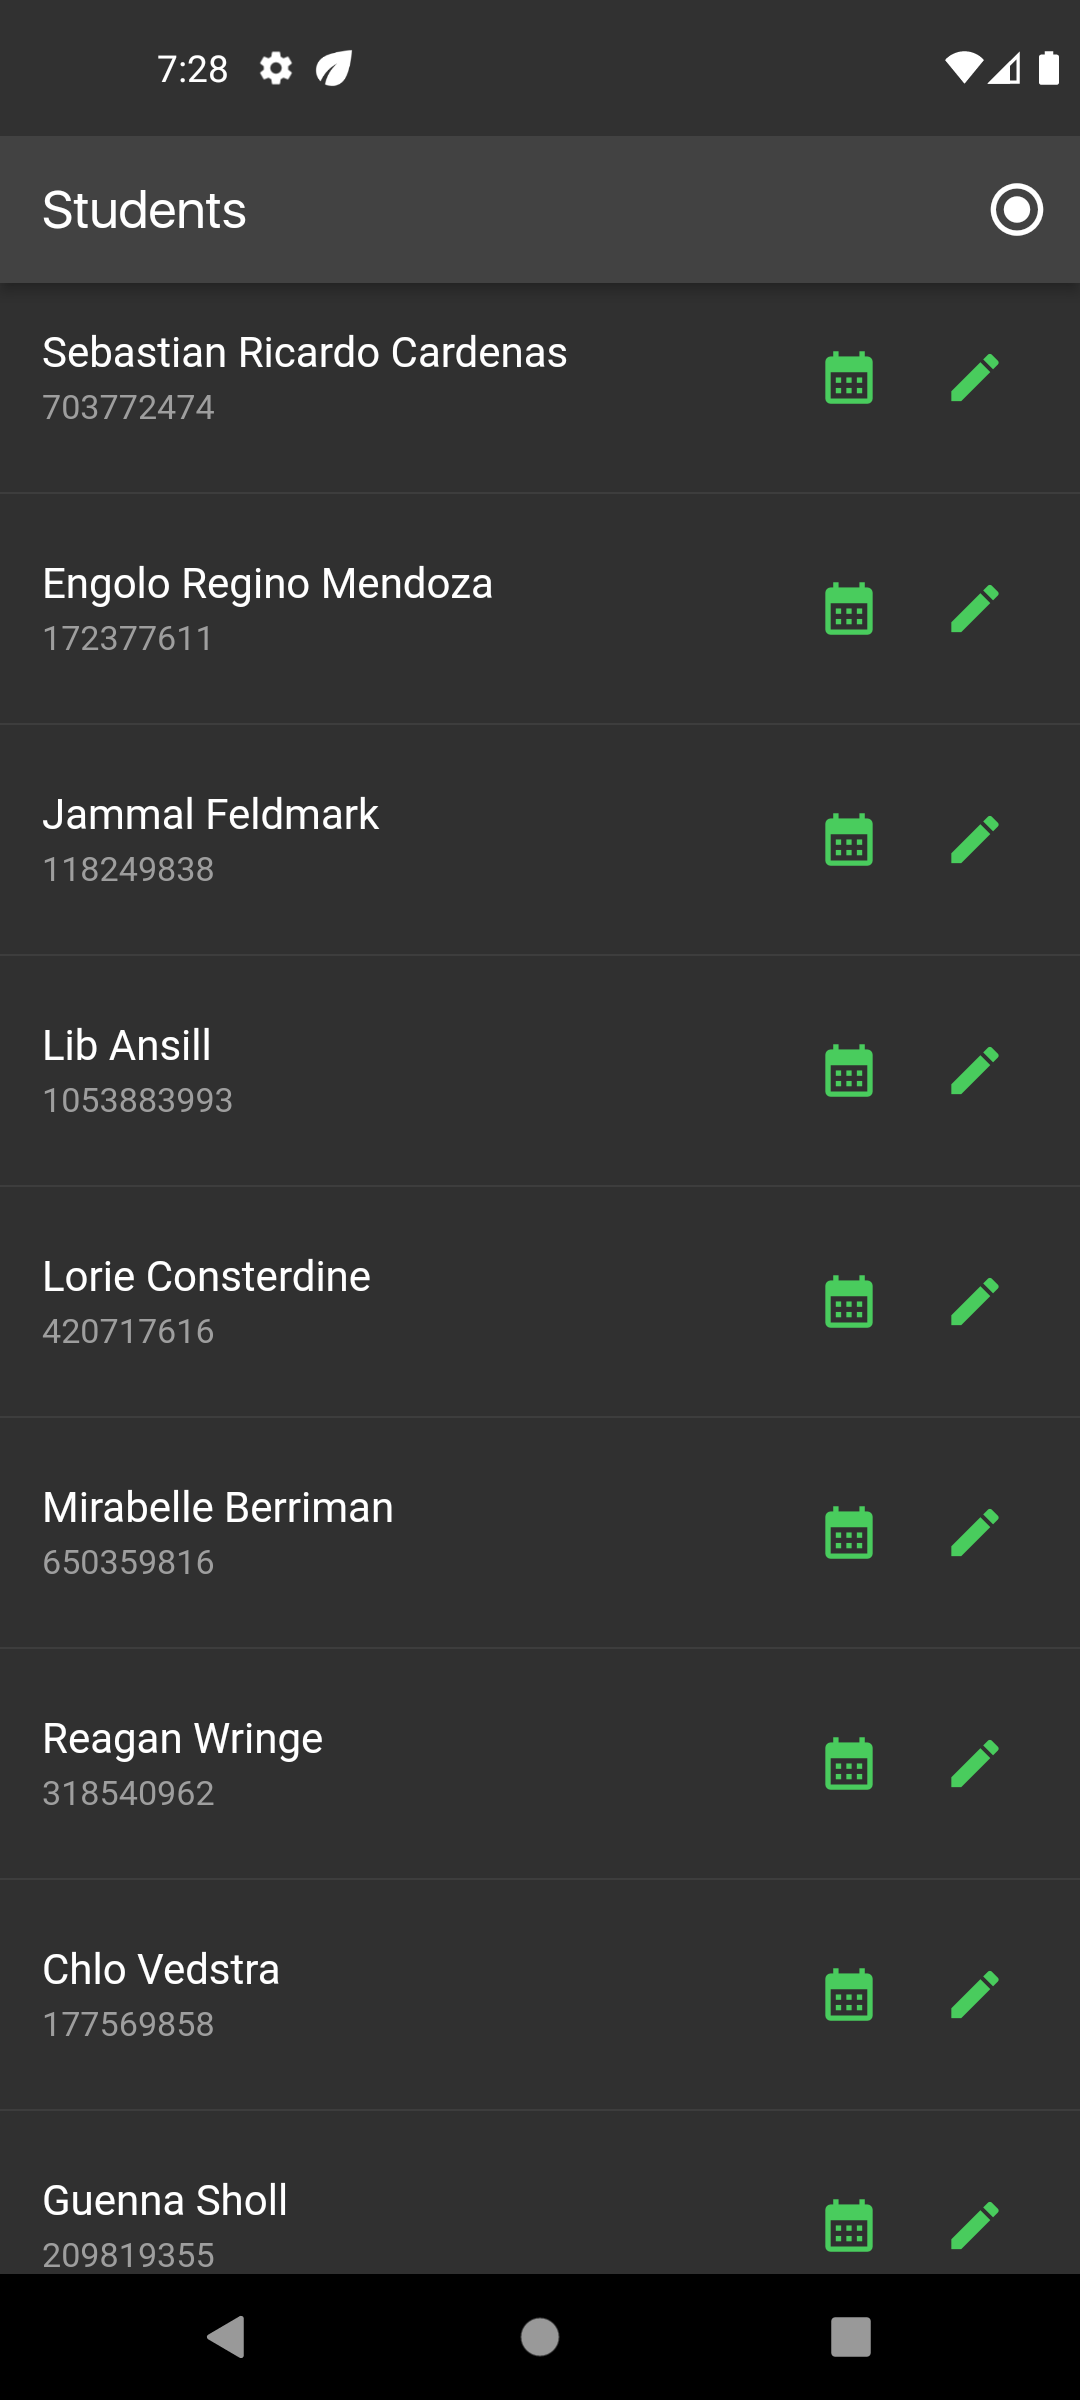 7:28
Students
Sebastian Ricardo Cardenas
703772474
Engolo Regino Mendoza
172377611
Jammal Feldmark
118249838
Lib Ansill
1053883993
Lorie Consterdine
420717616
Mirabelle Berriman
650359816
Reagan Wringe
318540962
Chlo Vedstra
177569858
Guenna Sholl
209819355